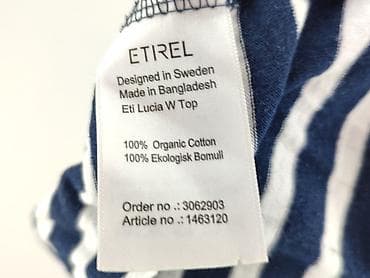 ETIREL
Designed in Sweden
Made in Bangladesh
Eti Lucia W Top
100% Organic Cotton
100% Ekologisk Bomull
Order no .: 3062903
Article no .: 1463120